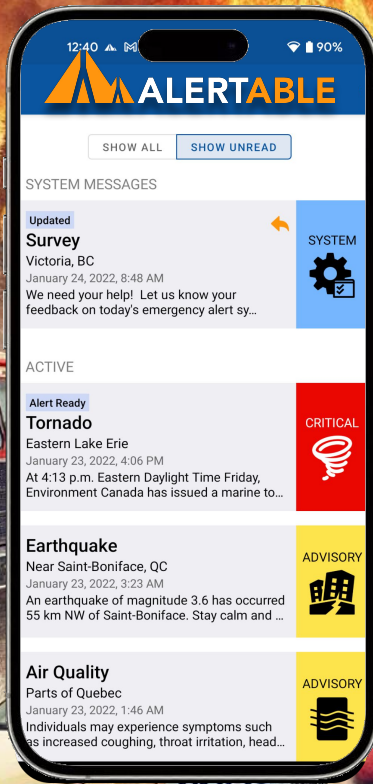 12:40
90%
ALERTABLE
SHOW ALL SHOW UNREAD
SYSTEM MESSAGES
Updated
Survey
Victoria, BC
January 24, 2022, 8:48 AM
We need your help! Let us know your
feedback on today's emergency alert sy...
SYSTEM
ACTIVE
Alert Ready
Tornado
Eastern Lake Erie
January 23, 2022, 4:06 PM
At 4:13 p.m. Eastern Daylight Time Friday,
Environment Canada has issued a marine to...
CRITICAL
Earthquake
Near Saint-Boniface, QC
January 23, 2022, 3:23 AM
An earthquake of magnitude 3.6 has occurred
55 km NW of Saint-Boniface. Stay calm and ...
ADVISORY
Air Quality
Parts of Quebec
January 23, 2022, 1:46 AM
Individuals may experience symptoms such
as increased coughing, throat irritation, head...
ADVISORY